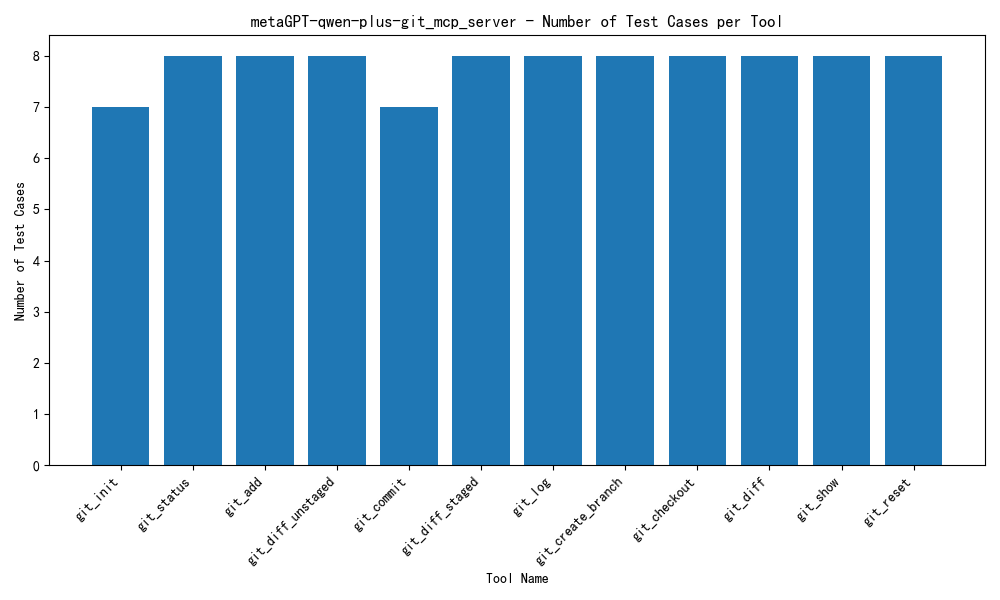 metaGPT-qwen-plus-git_mcp_server - Number of Test Cases per Tool
Number of Test Cases
8
7
6
5
4
3
2
1
0
git_init
git_status
git_add
git_diff_unstaged
git_commit
git_diff_staged
git_log
git_create_branch
git_checkout
git_diff
git_show
git_reset
Tool Name